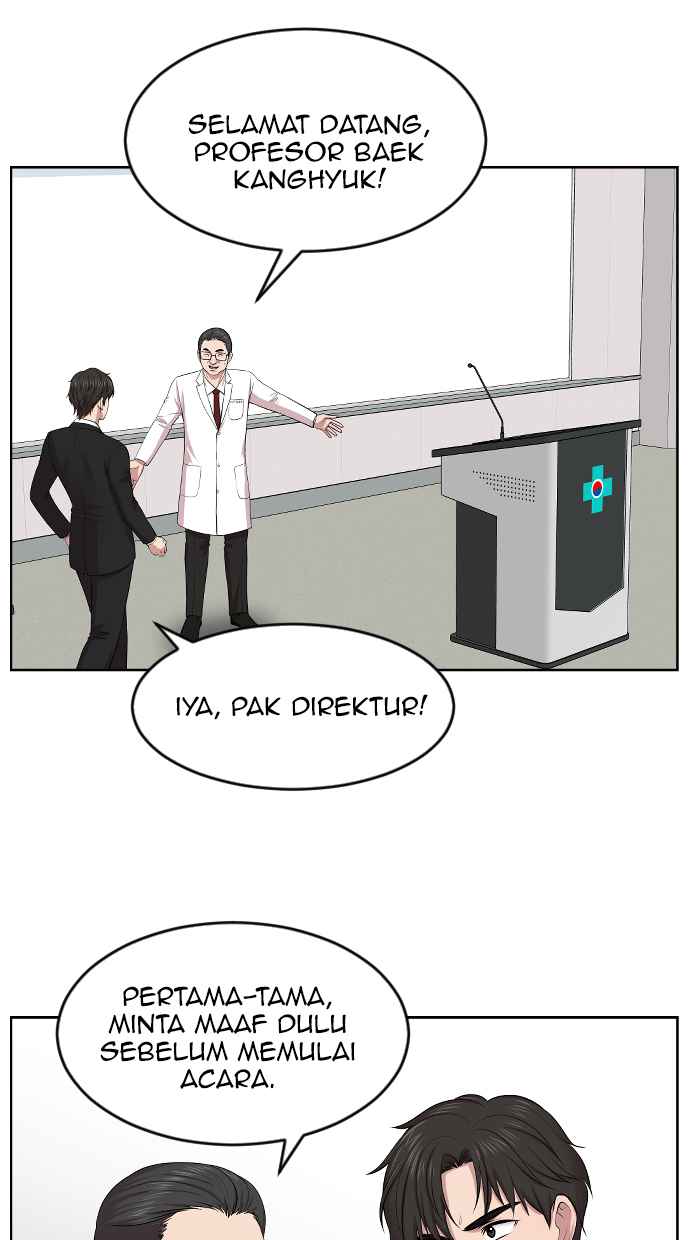 SELAMAT DATANG,
PROFESOR BAEK
KANGHYUK!
IYA, PAK DIREKTUR!
PERTAMA-TAMA,
MINTA MAAF DULU
SEBELUM MEMULAI
ACARA.